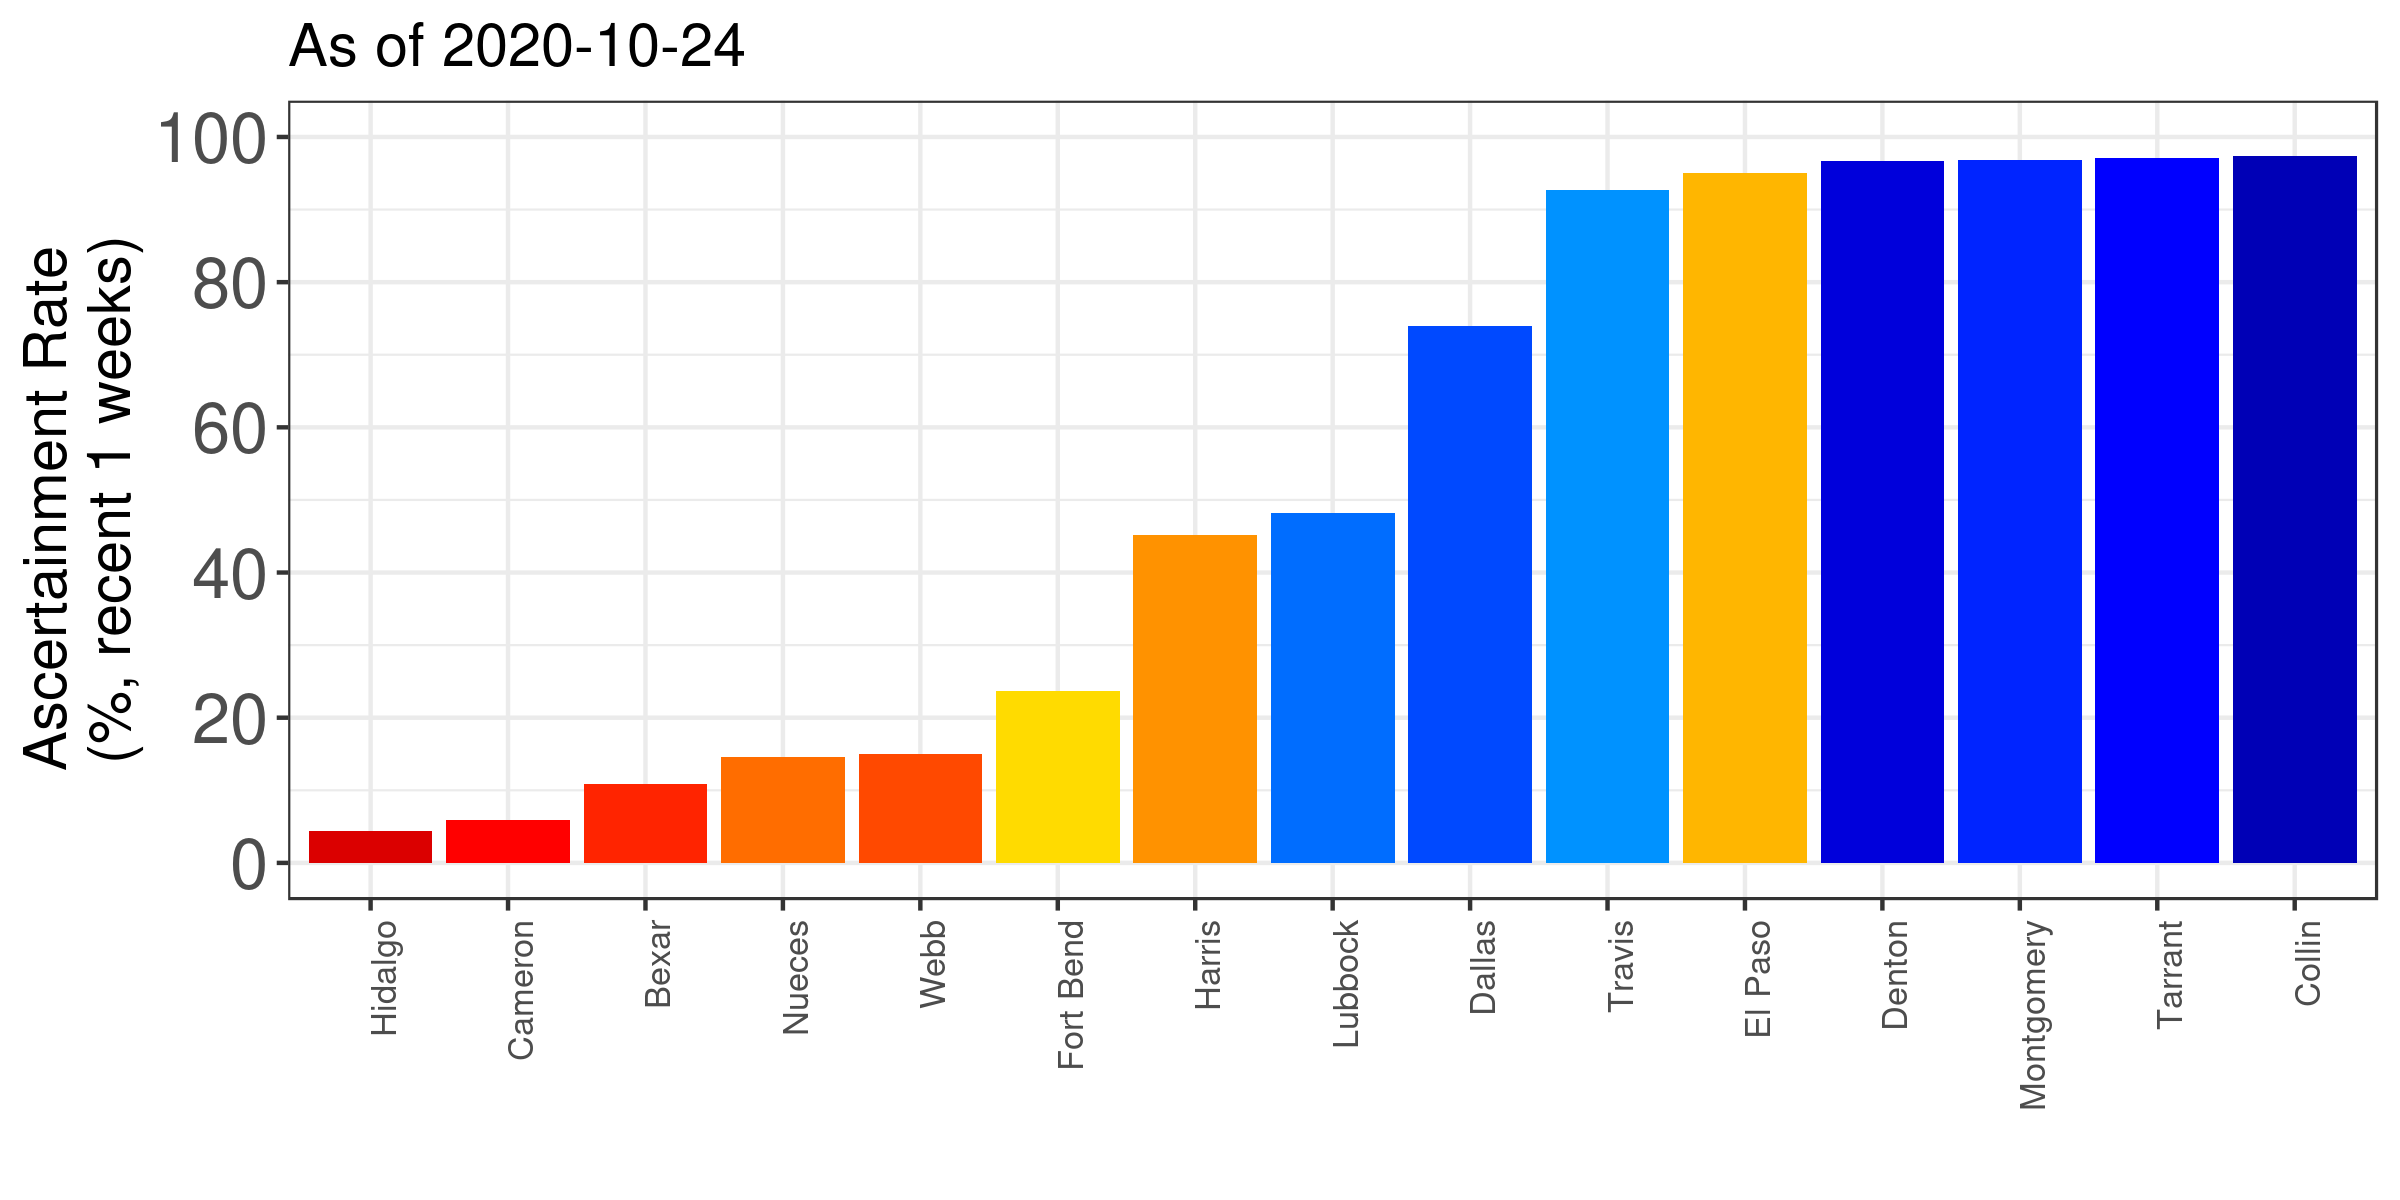 As of 2020-10-24
Ascertainment Rate
(%, recent 1 weeks)
100
80
60
40
20
0
Hidalgo
Cameron
Bexar
Nueces
Webb
Fort Bend
Harris
Lubbock
Dallas
Travis
El Paso
Denton
Montgomery
Tarrant
Collin